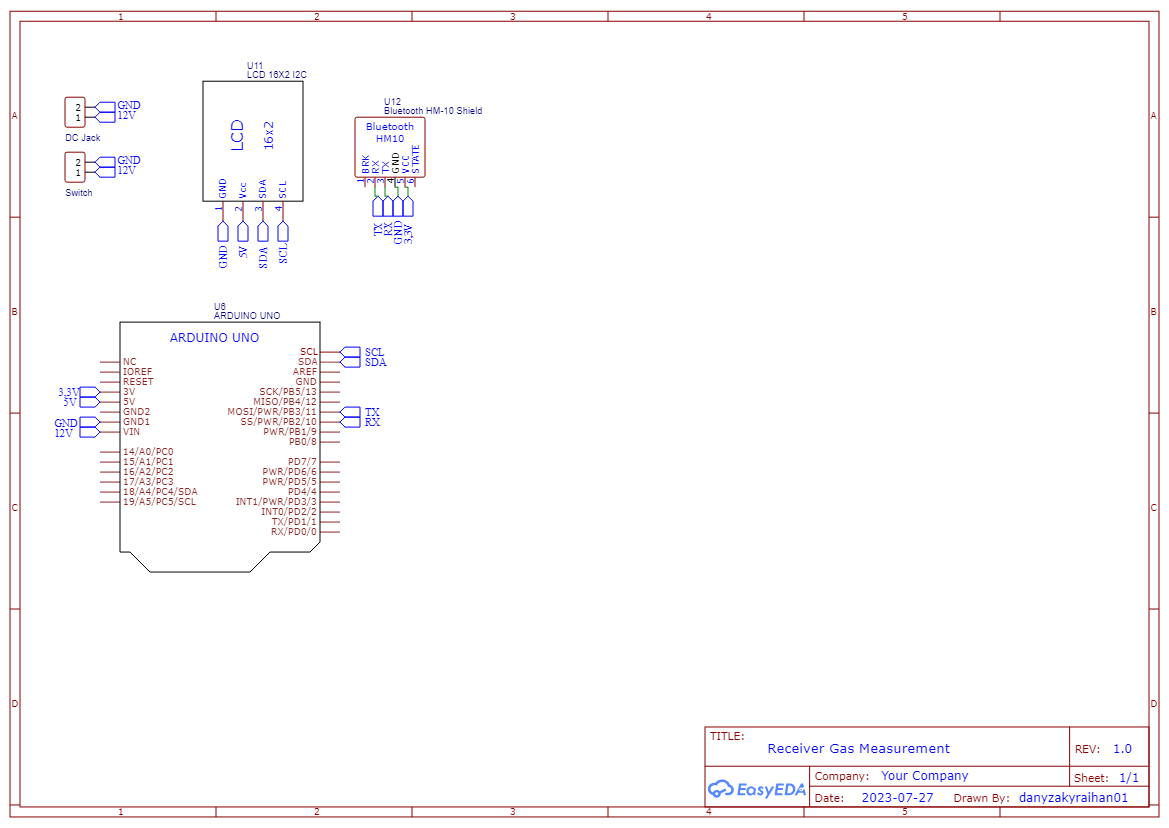 1 2 3 4 5
A A
B B
C C
D D
1 2 3 4 5
2 GND
1 12V
DC Jack
2 GND
1 12V
Switch
U11
LCD 16X2 I2C
LCD
16x2
GND Vcc SDA SCL
1 2 3 4
GND 5V SDA SCL
U12
Bluetooth HM-10 Shield
Bluetooth
HM10
BRK RX TX GND VCC STATE
1 2 3 4 5 6
TX RX GND 3,3V
U6
ARDUINO UNO
ARDUINO UNO
NC
IOREF
RESET
3,3V 3V
5V 5V
GND2
GND GND1
12V VIN
14/A0/PC0
15/A1/PC1
16/A2/PC2
17/A3/PC3
18/A4/PC4/SDA
19/A5/PC5/SCL
SCL SCL
SDA SDA
AREF
GND
SCK/PB5/13
MISO/PB4/12
MOSI/PWR/PB3/11 TX
SS/PWR/PB2/10 RX
PWR/PB1/9
PB0/8
PD7/7
PWR/PD6/6
PWR/PD5/5
PD4/4
INT1/PWR/PD3/3
INT0/PD2/2
TX/PD1/1
RX/PD0/0
TITLE:
Receiver Gas Measurement
REV: 1.0
EasyEDA
Company: Your Company
Sheet: 1/1
Date: 2023-07-27 Drawn By: danyzakyraihan01